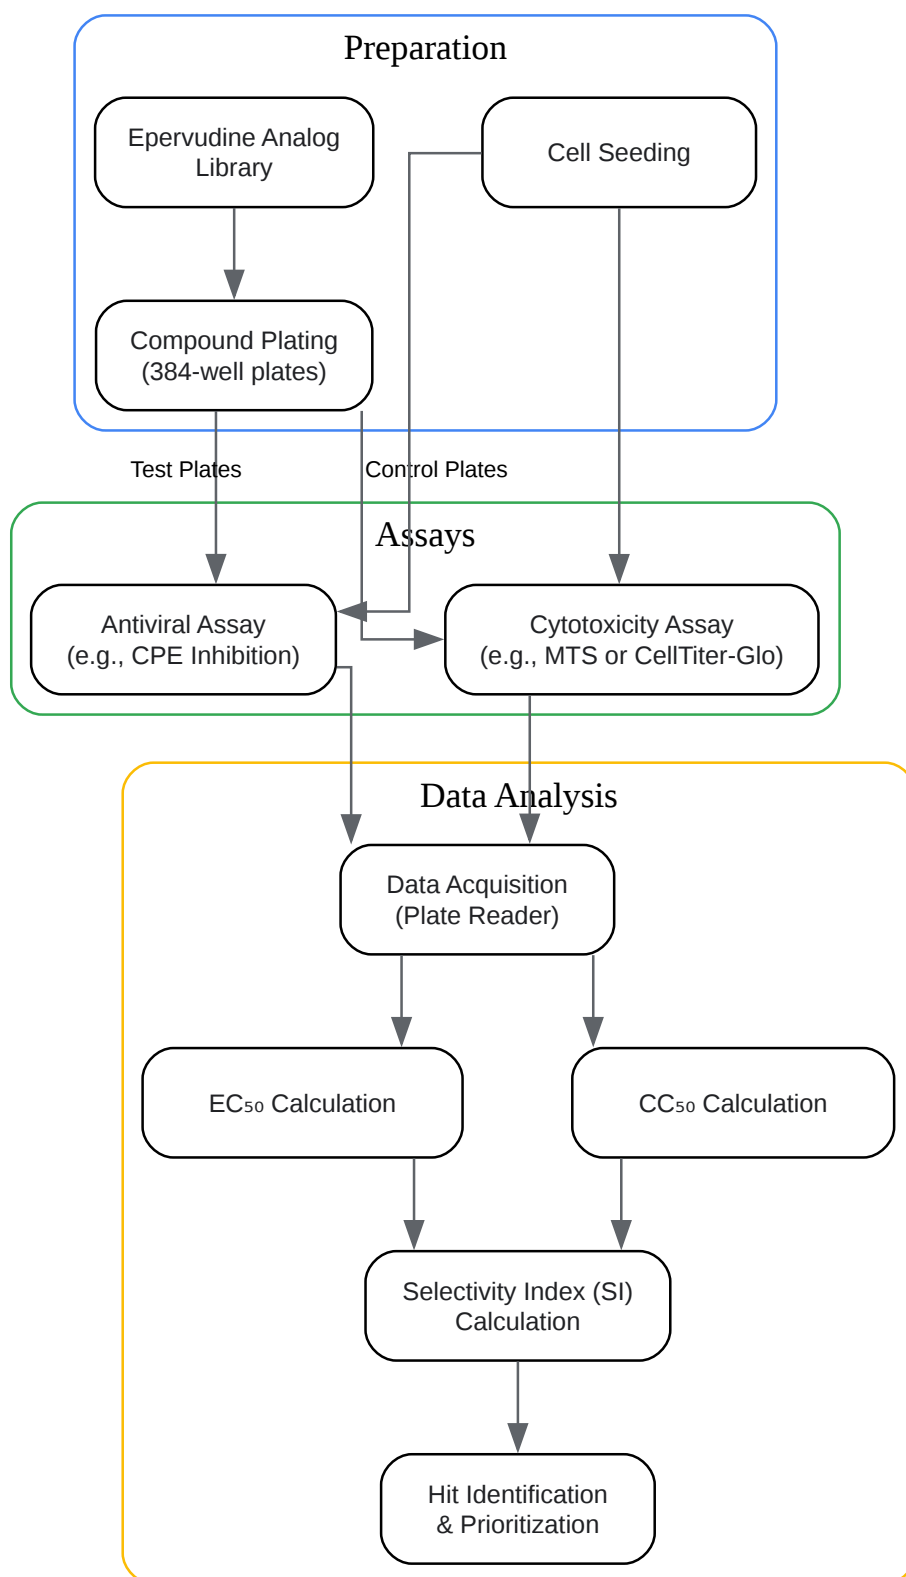 Preparation
Epervudine Analog
Library
Cell Seeding
Compound Plating
(384-well plates)
Test Plates
Control Plates
Assays
Antiviral Assay
(e.g., CPE Inhibition)
Cytotoxicity Assay
(e.g., MTS or CellTiter-Glo)
Data Analysis
Data Acquisition
(Plate Reader)
EC₅₀ Calculation
CC₅₀ Calculation
Selectivity Index (SI)
Calculation
Hit Identification
& Prioritization